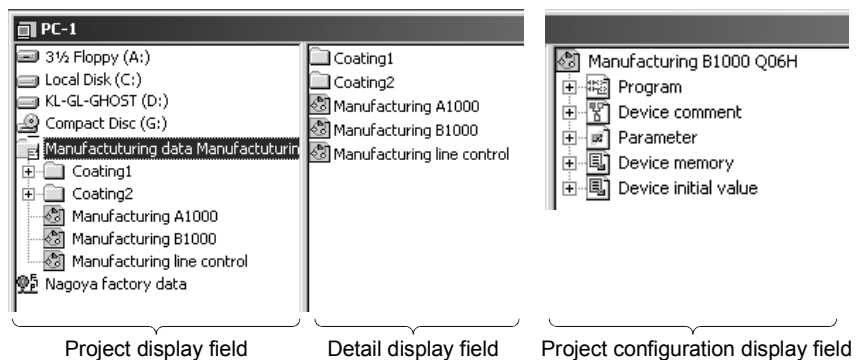 PC-1
3½ Floppy (A:)
Local Disk (C:)
KL-GL-GHOST (D:)
Compact Disc (G:)
Manufactuturing data Manufactuturin
Coating1
Coating2
Manufacturing A1000
Manufacturing B1000
Manufacturing line control
Nagoya factory data
Project display field
Coating1
Coating2
Manufacturing A1000
Manufacturing B1000
Manufacturing line control
Detail display field
Manufacturing B1000 Q06H
Program
Device comment
Parameter
Device memory
Device initial value
Project configuration display field